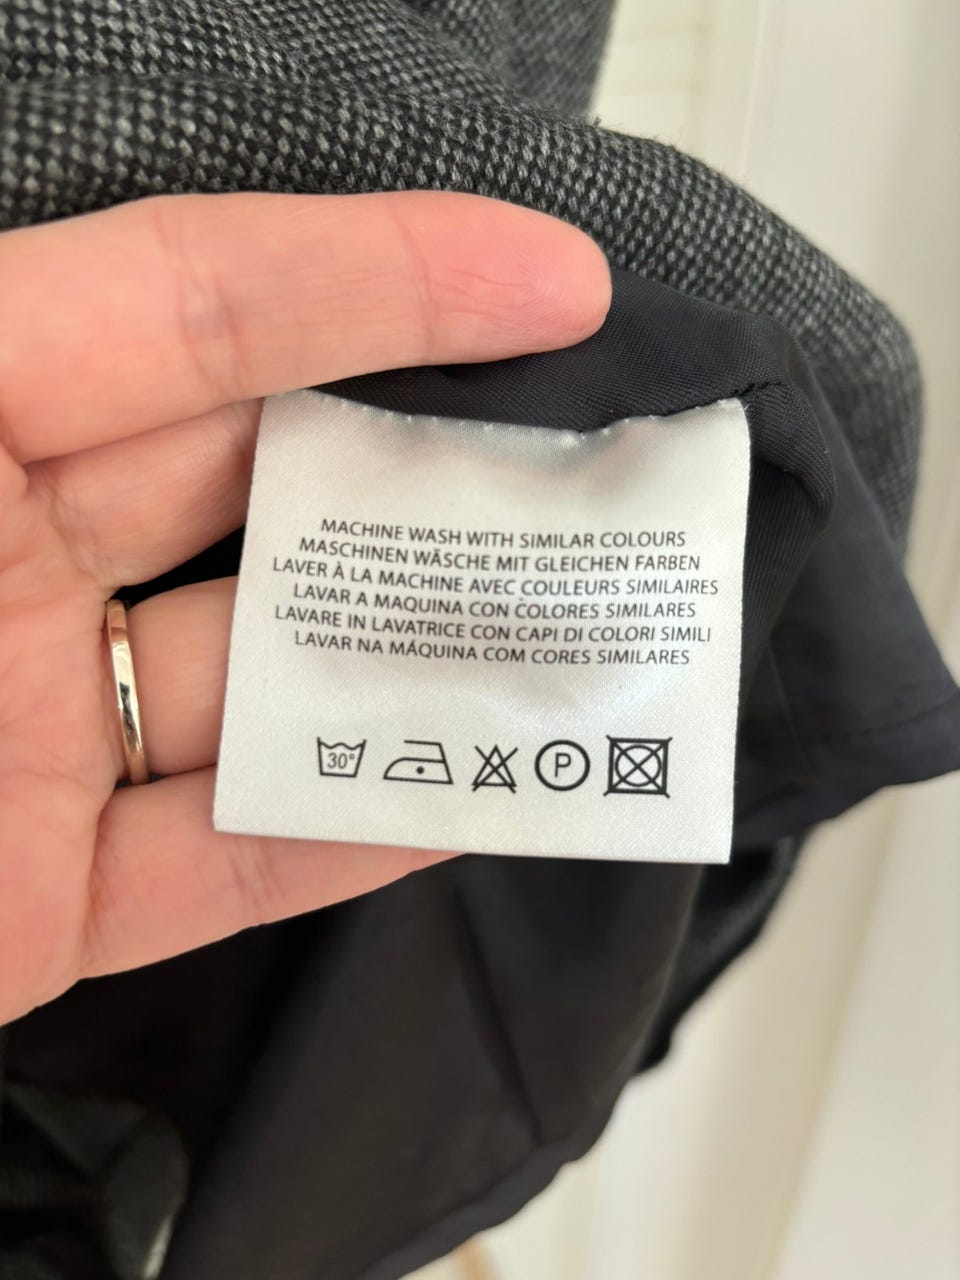 MACHINE WASH WITH SIMILAR COLOURS
MASCHINEN WÄSCHE MIT GLEICHEN FARBEN
LAVER À LA MACHINE AVEC COULEURS SIMILAIRES
LAVAR A MAQUINA CON COLORES SIMILARES
LAVARE IN LAVATRICE CON CAPI DI COLORI SIMILI
LAVAR NA MÁQUINA COM CORES SIMILARES
30° P